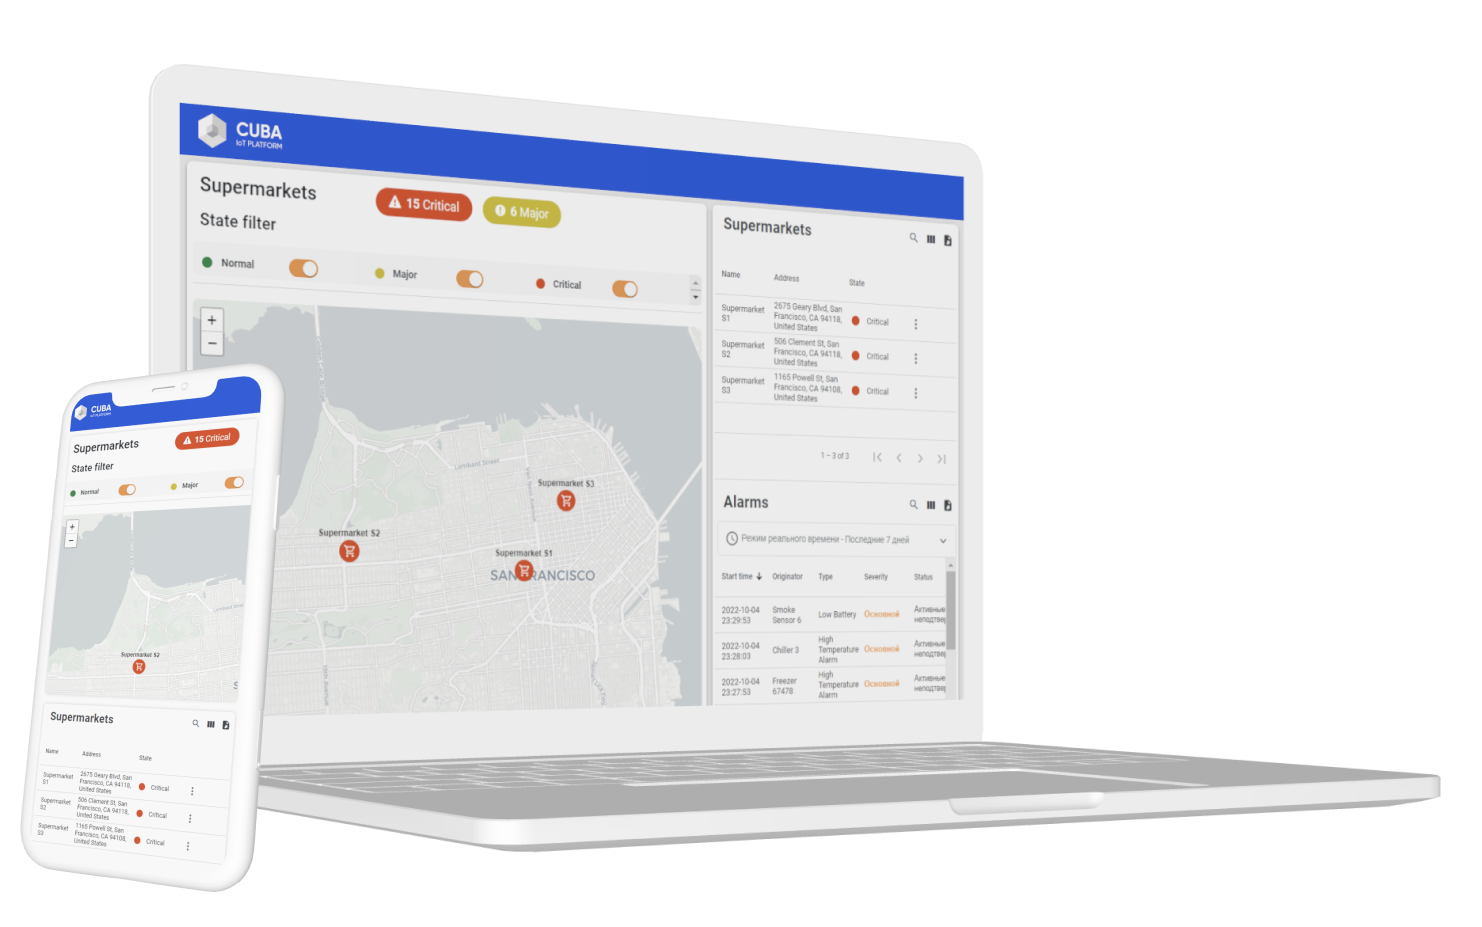 CUBA
IoT PLATFORM
Supermarkets
15 Critical
6 Major
State filter
Normal
Major
Critical
+
−
Lombard Street
Supermarket S3
Supermarket S2
Supermarket S1
SAN FRANCISCO
Supermarkets
Name Address State
Supermarket S1
2675 Geary Blvd, San
Francisco, CA 94118,
United States
Critical
Supermarket S2
506 Clement St, San
Francisco, CA 94118,
United States
Critical
Supermarket S3
1165 Powell St, San
Francisco, CA 94108,
United States
Critical
1 – 3 of 3
Alarms
Режим реального времени - Последние 7 дней
Start time Originator Type Severity Status
2022-10-04
23:29:53
Smoke
Sensor 6
Low Battery
Основной
Активные
неподтвер
2022-10-04
23:28:03
Chiller 3
High
Temperature
Alarm
Основной
Активные
неподтвер
2022-10-04
23:27:53
Freezer
67478
High
Temperature
Alarm
Основной
Активные
неподтвер
CUBA
IoT PLATFORM
Supermarkets
15 Critical
State filter
Normal
Major
+
−
Lombard Street
Supermarket S2
S
Supermarkets
Name Address State
Supermarket
S1
2675 Geary Blvd, San
Francisco, CA 94118,
United States
Critical
Supermarket
S2
506 Clement St, San
Francisco, CA 94118,
United States
Critical
Supermarket
S3
1165 Powell St, San
Francisco, CA 94108,
United States
Critical